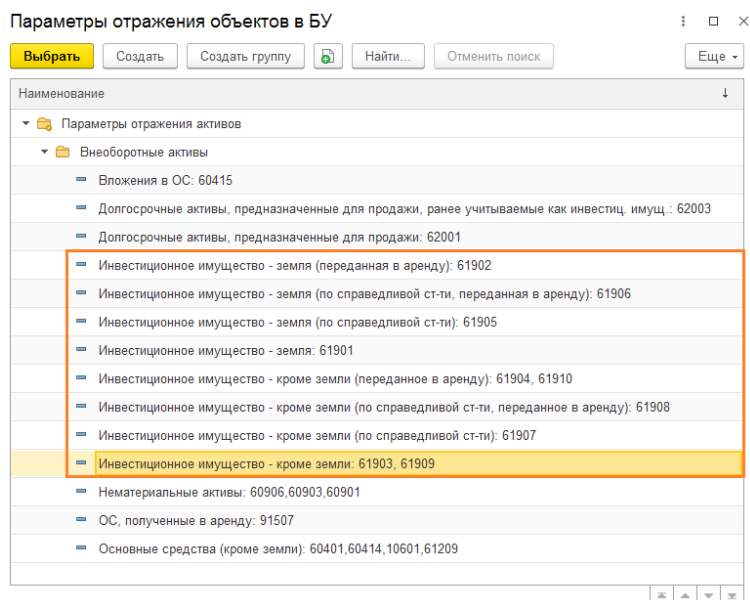 Параметры отражения объектов в БУ
Выбрать Создать Создать группу Найти... Отменить поиск Еще
Наименование
Параметры отражения активов
Внеоборотные активы
Вложения в ОС: 60415
Долгосрочные активы, предназначенные для продажи, ранее учитываемые как инвестиц. имущ.: 62003
Долгосрочные активы, предназначенные для продажи: 62001
Инвестиционное имущество - земля (переданная в аренду): 61902
Инвестиционное имущество - земля (по справедливой ст-ти, переданная в аренду): 61906
Инвестиционное имущество - земля (по справедливой ст-ти): 61905
Инвестиционное имущество - земля: 61901
Инвестиционное имущество - кроме земли (переданное в аренду): 61904, 61910
Инвестиционное имущество - кроме земли (по справедливой ст-ти, переданное в аренду): 61908
Инвестиционное имущество - кроме земли (по справедливой ст-ти): 61907
Инвестиционное имущество - кроме земли: 61903, 61909
Нематериальные активы: 60906,60903,60901
ОС, полученные в аренду: 91507
Основные средства (кроме земли): 60401,60414,10601,61209